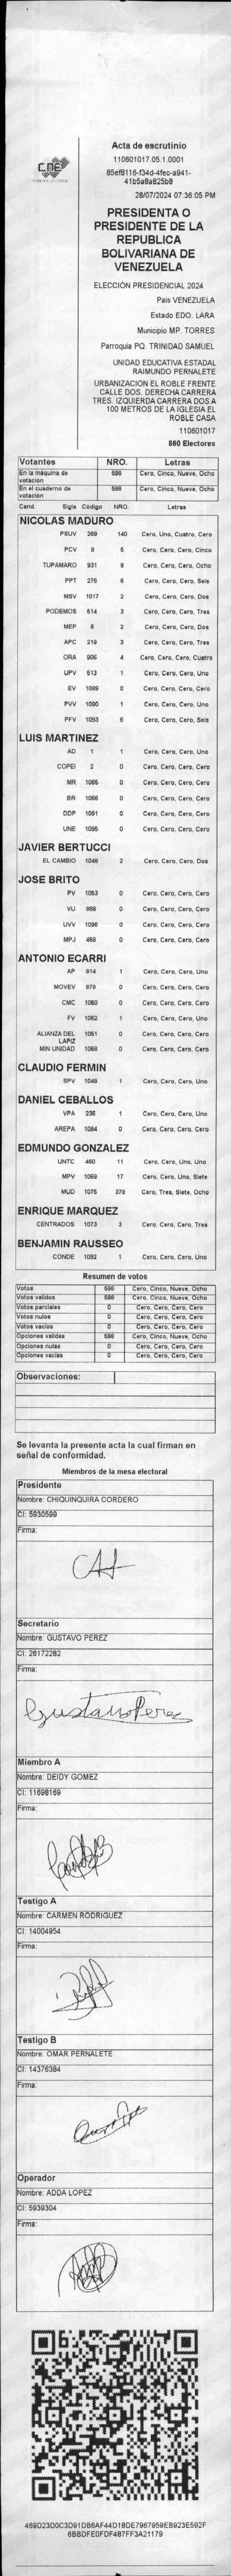 CNE
Acta de escrutinio
110601017.05.1.0001
85ef8116-f34d-4fec-a941-
41b5a8a825b8
28/07/2024 07:36:05 PM
PRESIDENTA O
PRESIDENTE DE LA
REPUBLICA
BOLIVARIANA DE
VENEZUELA
ELECCIÓN PRESIDENCIAL 2024
Pais VENEZUELA
Estado EDO. LARA
Municipio MP. TORRES
Parroquia PQ. TRINIDAD SAMUEL
UNIDAD EDUCATIVA ESTADAL
RAIMUNDO PERNALETE
URBANIZACION EL ROBLE FRENTE
CALLE DOS. DERECHA CARRERA
TRES. IZQUIERDA CARRERA DOS A
100 METROS DE LA IGLESIA EL
ROBLE CASA
110601017
860 Electores
Votantes NRO. Letras
En la máquina de votación 598 Cero, Cinco, Nueve, Ocho
En el cuaderno de votación 598 Cero, Cinco, Nueve, Ocho
Cand. Sigla Código NRO. Letras
NICOLAS MADURO
PSUV 269 140 Cero, Uno, Cuatro, Cero
PCV 9 5 Cero, Cero, Cero, Cinco
TUPAMARO 931 8 Cero, Cero, Cero, Ocho
PPT 276 6 Cero, Cero, Cero, Seis
MSV 1017 2 Cero, Cero, Cero, Dos
PODEMOS 514 3 Cero, Cero, Cero, Tres
MEP 6 2 Cero, Cero, Cero, Dos
APC 219 3 Cero, Cero, Cero, Tres
ORA 906 4 Cero, Cero, Cero, Cuatro
UPV 513 1 Cero, Cero, Cero, Uno
EV 1089 0 Cero, Cero, Cero, Cero
PVV 1090 1 Cero, Cero, Cero, Uno
PFV 1093 6 Cero, Cero, Cero, Seis
LUIS MARTINEZ
AD 1 1 Cero, Cero, Cero, Uno
COPEI 2 0 Cero, Cero, Cero, Cero
MR 1065 0 Cero, Cero, Cero, Cero
BR 1066 0 Cero, Cero, Cero, Cero
DDP 1091 0 Cero, Cero, Cero, Cero
UNE 1095 0 Cero, Cero, Cero, Cero
JAVIER BERTUCCI
EL CAMBIO 1048 2 Cero, Cero, Cero, Dos
JOSE BRITO
PV 1053 0 Cero, Cero, Cero, Cero
VU 868 0 Cero, Cero, Cero, Cero
UVV 1096 0 Cero, Cero, Cero, Cero
MPJ 458 0 Cero, Cero, Cero, Cero
ANTONIO ECARRI
AP 914 1 Cero, Cero, Cero, Uno
MOVEV 978 0 Cero, Cero, Cero, Cero
CMC 1050 0 Cero, Cero, Cero, Cero
FV 1062 1 Cero, Cero, Cero, Uno
ALIANZA DEL LAPIZ 1051 0 Cero, Cero, Cero, Cero
MIN UNIDAD 1068 0 Cero, Cero, Cero, Cero
CLAUDIO FERMIN
SPV 1049 1 Cero, Cero, Cero, Uno
DANIEL CEBALLOS
VPA 236 1 Cero, Cero, Cero, Uno
AREPA 1094 0 Cero, Cero, Cero, Cero
EDMUNDO GONZALEZ
UNTC 460 11 Cero, Cero, Uno, Uno
MPV 1069 17 Cero, Cero, Uno, Siete
MUD 1075 378 Cero, Tres, Siete, Ocho
ENRIQUE MARQUEZ
CENTRADOS 1073 3 Cero, Cero, Cero, Tres
BENJAMIN RAUSSEO
CONDE 1092 1 Cero, Cero, Cero, Uno
Resumen de votos
Votos 598 Cero, Cinco, Nueve, Ocho
Votos validos 598 Cero, Cinco, Nueve, Ocho
Votos parciales 0 Cero, Cero, Cero, Cero
Votos nulos 0 Cero, Cero, Cero, Cero
Votos vacios 0 Cero, Cero, Cero, Cero
Opciones validas 598 Cero, Cinco, Nueve, Ocho
Opciones nulas 0 Cero, Cero, Cero, Cero
Opciones vacias 0 Cero, Cero, Cero, Cero
Observaciones:
Se levanta la presente acta la cual firman en
señal de conformidad.
Miembros de la mesa electoral
Presidente
Nombre: CHIQUINQUIRA CORDERO
CI: 5930599
Firma:
Secretario
Nombre: GUSTAVO PEREZ
CI: 26172282
Firma:
Gustavo Perez
Miembro A
Nombre: DEIDY GOMEZ
CI: 11698169
Firma:
Testigo A
Nombre: CARMEN RODRIGUEZ
CI: 14004954
Firma:
Testigo B
Nombre: OMAR PERNALETE
CI: 14376384
Firma:
Operador
Nombre: ADDA LOPEZ
CI: 5939304
Firma:
469D23D0C3D91DB6AF44D18DE7967959EB923E592F
6BBDFE0FDF487FF3A21179